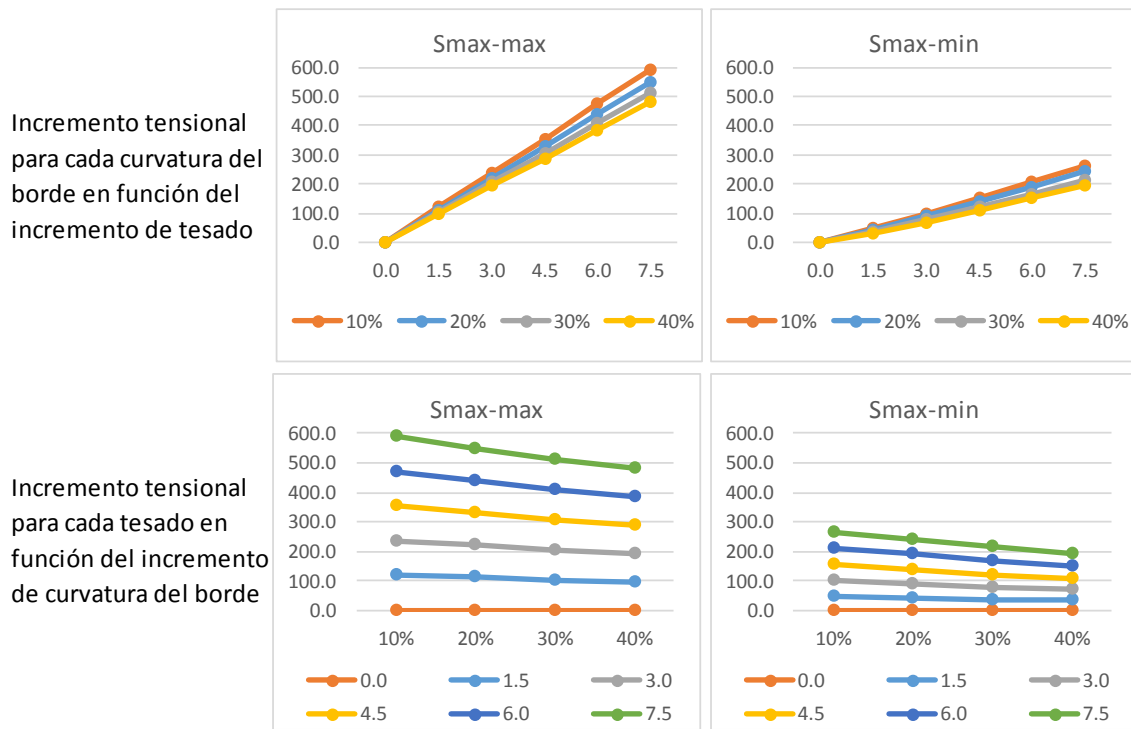 Smax-max
600.0
500.0
400.0
300.0
200.0
100.0
0.0
0.0 1.5 3.0 4.5 6.0 7.5
10% 20% 30% 40%
Smax-min
600.0
500.0
400.0
300.0
200.0
100.0
0.0
0.0 1.5 3.0 4.5 6.0 7.5
10% 20% 30% 40%
Incremento tensional
para cada curvatura del
borde en función del
incremento de tesado
Smax-max
600.0
500.0
400.0
300.0
200.0
100.0
0.0
10% 20% 30% 40%
0.0 1.5 3.0
4.5 6.0 7.5
Smax-min
600.0
500.0
400.0
300.0
200.0
100.0
0.0
10% 20% 30% 40%
0.0 1.5 3.0
4.5 6.0 7.5
Incremento tensional
para cada tesado en
función del incremento
de curvatura del borde